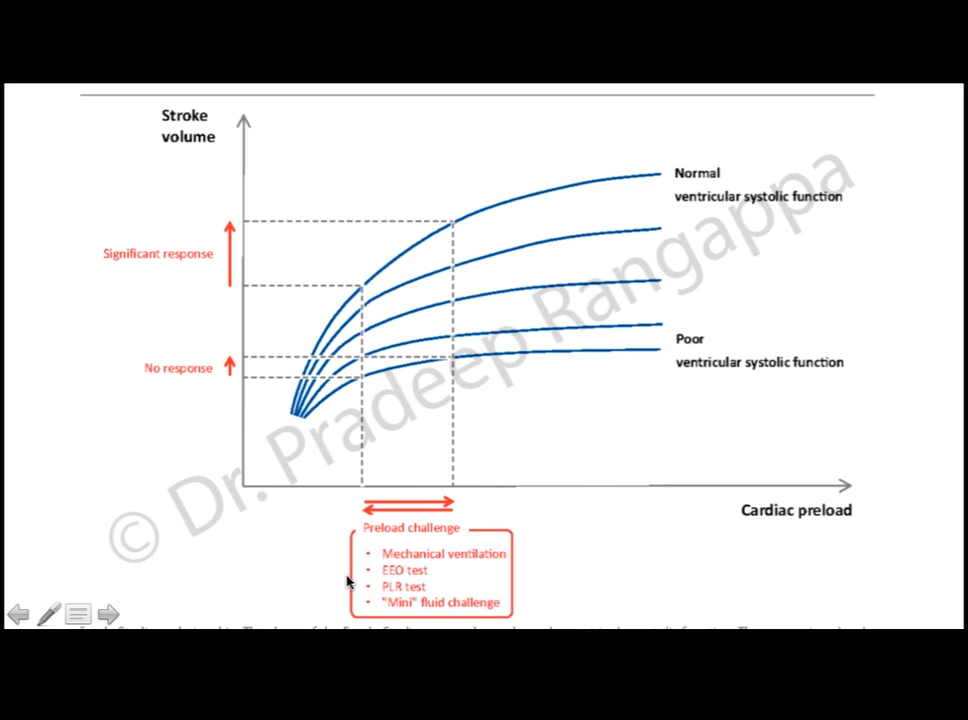 Stroke
volume
Normal
ventricular systolic function
Significant response
No response
Poor
ventricular systolic function
Cardiac preload
Preload challenge
• Mechanical ventilation
• EEO test
• PLR test
• "Mini" fluid challenge
© Dr. Pradeep Rangappa